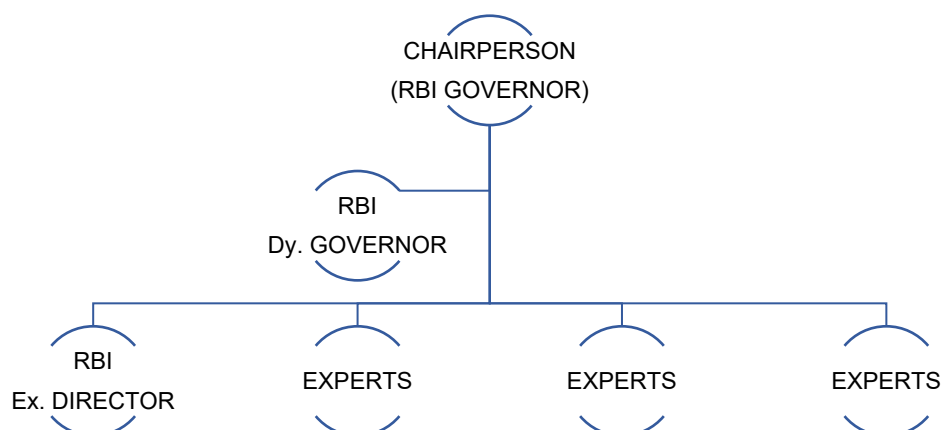 CHAIRPERSON
(RBI GOVERNOR)
RBI
Dy. GOVERNOR
RBI
Ex. DIRECTOR
EXPERTS
EXPERTS
EXPERTS